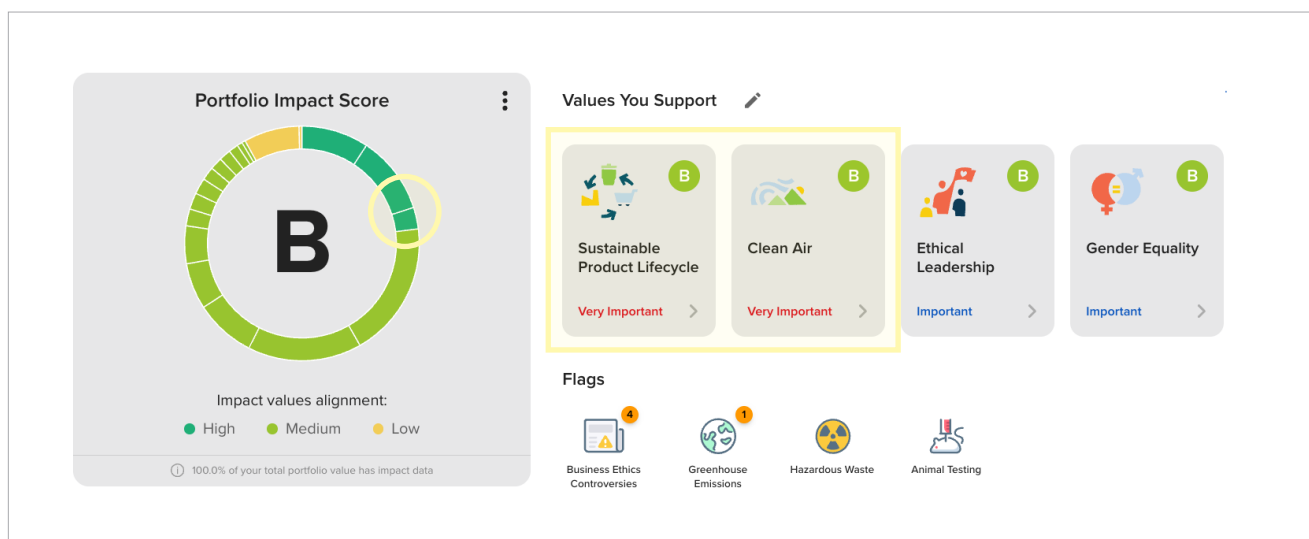 Portfolio Impact Score
B
Impact values alignment:
High Medium Low
100.0% of your total portfolio value has impact data
Values You Support
B
Sustainable
Product Lifecycle
Very Important
B
Clean Air
Very Important
B
Ethical
Leadership
Important
B
Gender Equality
Important
Flags
4
Business Ethics
Controversies
1
Greenhouse
Emissions
Hazardous Waste
Animal Testing